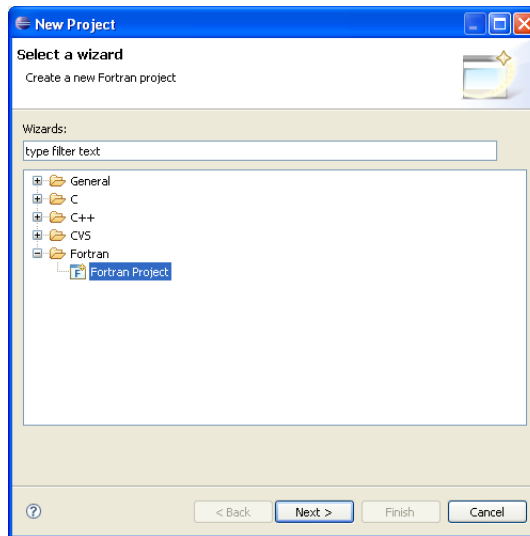 New Project
Select a wizard
Create a new Fortran project
Wizards:
type filter text
General
C
C++
CVS
Fortran
Fortran Project
< Back
Next >
Finish
Cancel